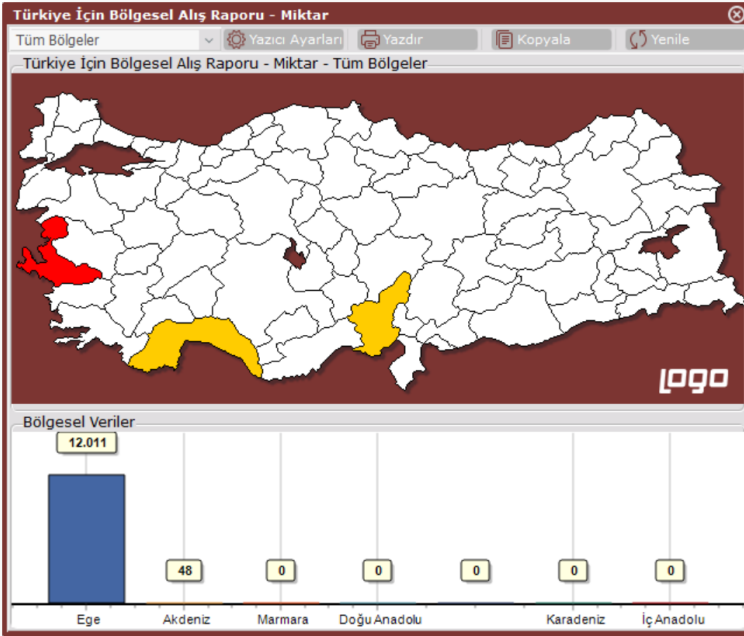 Türkiye İçin Bölgesel Alış Raporu - Miktar
Tüm Bölgeler Yazıcı Ayarları Yazdır Kopyala Yenile
Türkiye İçin Bölgesel Alış Raporu - Miktar - Tüm Bölgeler
LOGO
Bölgesel Veriler
12.011
48 0 0 0 0 0
Ege Akdeniz Marmara Doğu Anadolu Karadeniz İç Anadolu